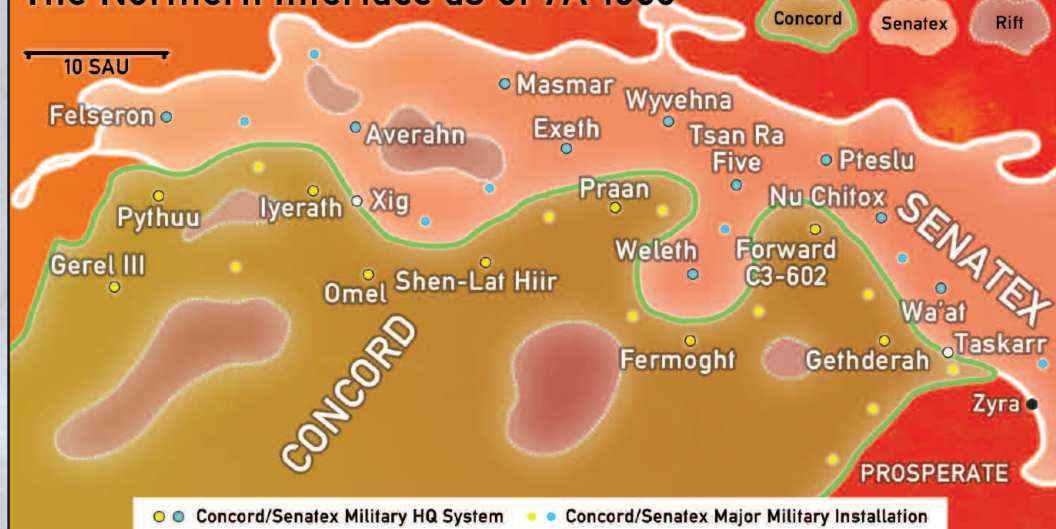 10 SAU
Concord
Senatex
Rift
Felseron
Masmar
Wyvehna
Averahn
Exeth
Tsan Ra
Five
Pteslu
Pythuu
Iyerath
Xig
Praan
Nu Chitox
SENATEX
Gerel III
Omel
Shen-Lat Hiir
Weleth
Forward
C3-602
Wa'at
CONCORD
Fermoght
Gethderah
Taskarr
Zyra
PROSPERATE
Concord/Senatex Military HQ System
Concord/Senatex Major Military Installation